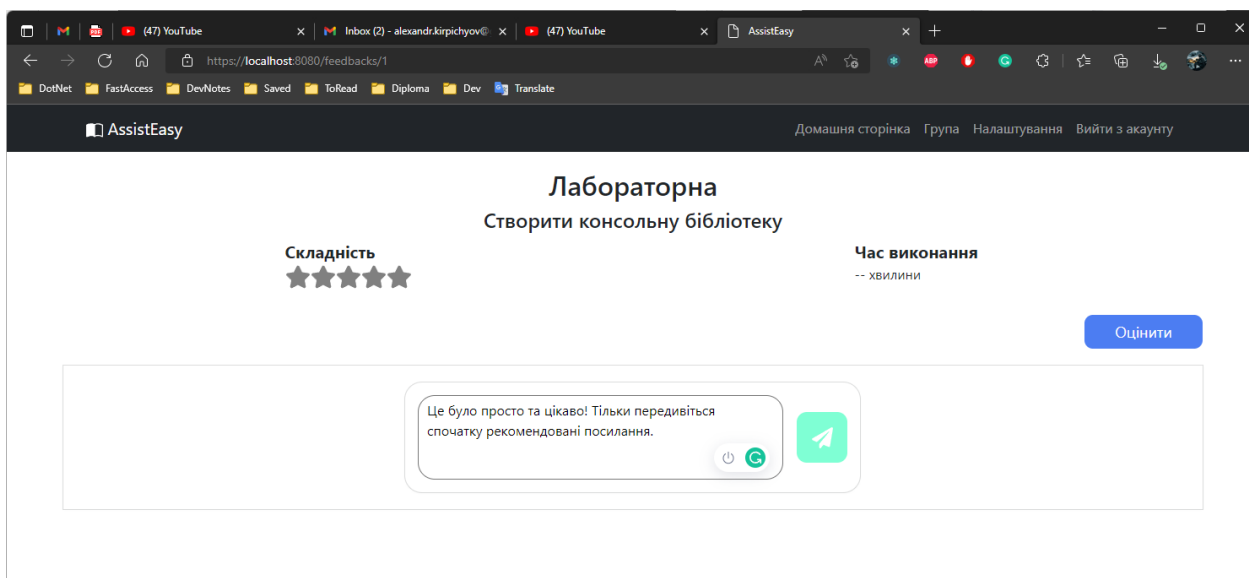 (47) YouTube
Inbox (2) - alexandr.kirpichyov@
(47) YouTube
AssistEasy
https://localhost:8080/feedbacks/1
DotNet FastAccess DevNotes Saved ToRead Diploma Dev Translate
AssistEasy
Домашня сторінка Група Налаштування Вийти з акаунту
Лабораторна
Створити консольну бібліотеку
Складність
Час виконання
-- хвилини
Оцінити
Це було просто та цікаво! Тільки передивіться
спочатку рекомендовані посилання.